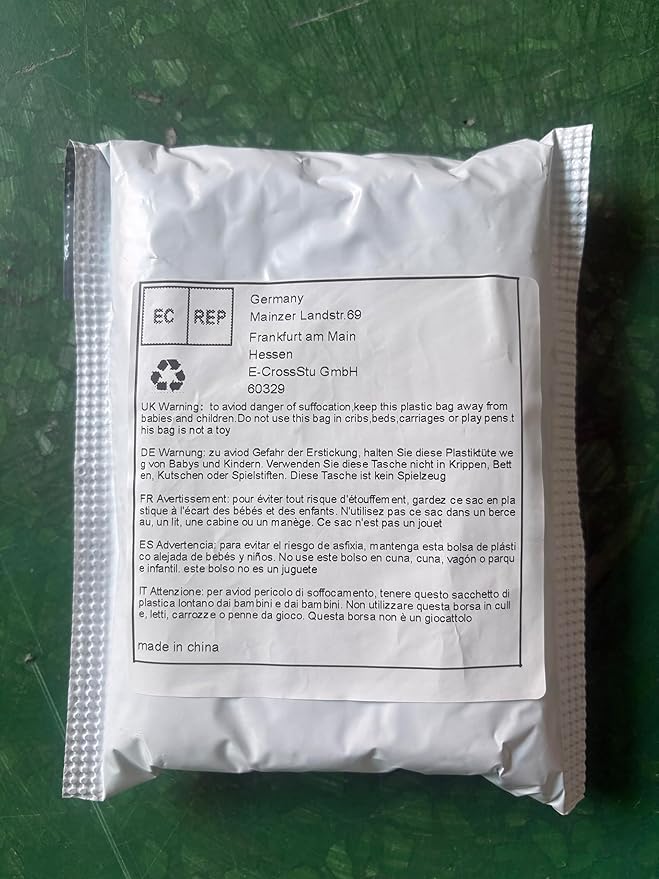 EC REP
Germany
Mainzer Landstr.69
Frankfurt am Main
Hessen
E-CrossStu GmbH
60329
UK Warning: to aviod danger of suffocation,keep this plastic bag away from
babies and children.Do not use this bag in cribs,beds,carriages or play pens.t
his bag is not a toy
DE Warnung: zu aviod Gefahr der Erstickung, halten Sie diese Plastiktüte we
g von Babys und Kindern. Verwenden Sie diese Tasche nicht in Krippen, Bett
en, Kutschen oder Spielstiften. Diese Tasche ist kein Spielzeug
FR Avertissement: pour éviter tout risque d'étouffement, gardez ce sac en pla
stique à l'écart des bébés et des enfants. N'utilisez pas ce sac dans un berce
au, un lit, une cabine ou un manège. Ce sac n'est pas un jouet
ES Advertencia; para evitar el riesgo de asfixia, mantenga esta bolsa de plásti
co alejada de bebés y niños. No use este bolso en cuna, cuna, vagón o parqu
e infantil. este bolso no es un juguete
IT Attenzione: per aviod pericolo di soffocamento, tenere questo sacchetto di
plastica lontano dai bambini e dai bambini. Non utilizzare questa borsa in cull
e, letti, carrozze o penne da gioco. Questa borsa non è un giocattolo
made in china